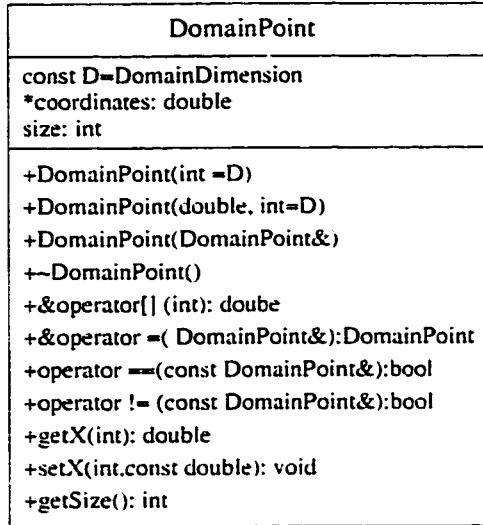 DomainPoint
const D=DomainDimension
*coordinates: double
size: int
+DomainPoint(int =D)
+DomainPoint(double, int=D)
+DomainPoint(DomainPoint&)
+~DomainPoint()
+&operator[] (int): doube
+&operator =( DomainPoint&):DomainPoint
+operator ==(const DomainPoint&):bool
+operator != (const DomainPoint&):bool
+getX(int): double
+setX(int,const double): void
+getSize(): int